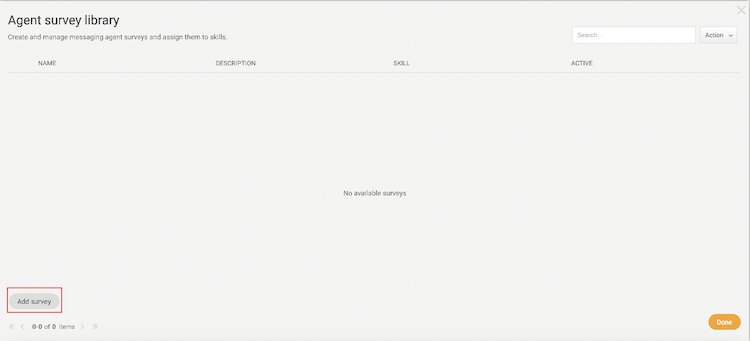 Agent survey library
Create and manage messaging agent surveys and assign them to skills.
Search...
Action
NAME DESCRIPTION SKILL ACTIVE
No available surveys
Add survey
0-0 of 0 items
Done